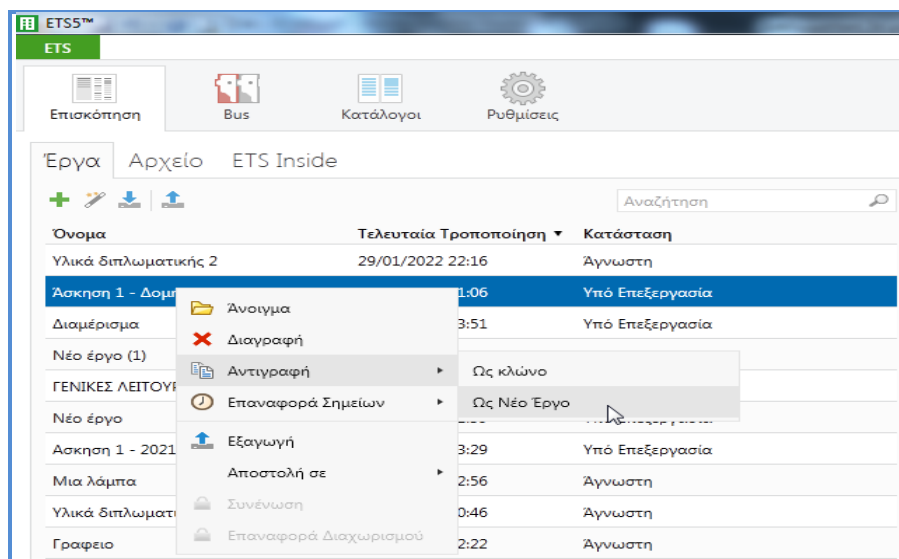 ETS5™
ETS
Επισκόπηση Bus Κατάλογοι Ρυθμίσεις
Έργα Αρχείο ETS Inside
Αναζήτηση
Όνομα Τελευταία Τροποποίηση ▼ Κατάσταση
Υλικά διπλωματικής 2 29/01/2022 22:16 Άγνωστη
Άσκηση 1 - Δομ 1:06 Υπό Επεξεργασία
Άνοιγμα
Διαμέρισμα 3:51 Υπό Επεξεργασία
Διαγραφή
Νέο έργο (1)
Αντιγραφή Ως κλώνο
ΓΕΝΙΚΕΣ ΛΕΙΤΟΥΡ
Επαναφορά Σημείων Ως Νέο Έργο
Νέο έργο
Εξαγωγή
Ασκηση 1 - 2021 3:29 Υπό Επεξεργασία
Αποστολή σε
Μια λάμπα 2:56 Άγνωστη
Συνένωση
Υλικά διπλωματ 0:46 Άγνωστη
Επαναφορά Διαχωρισμού
Γραφειο 2:22 Άγνωστη